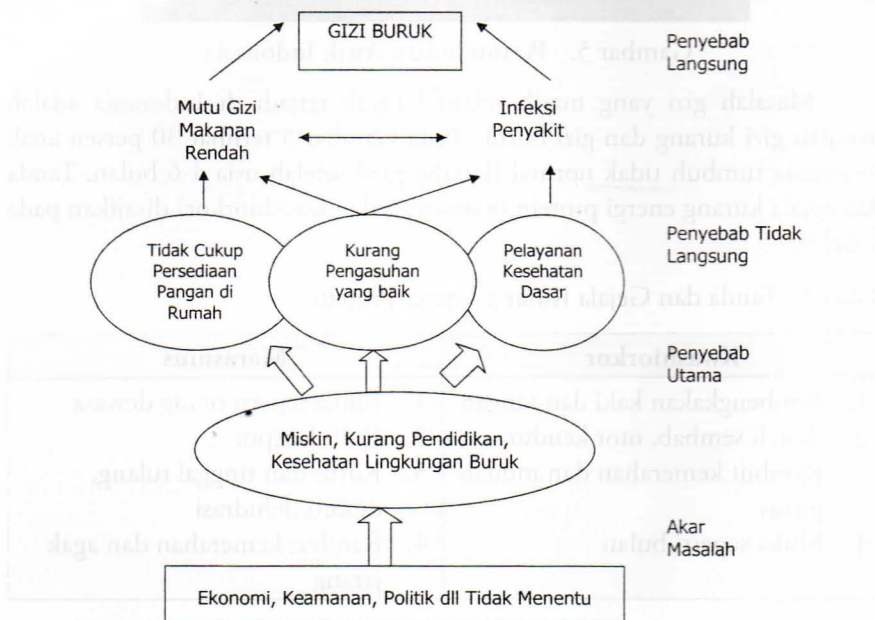 GIZI BURUK
Penyebab
Langsung
Mutu Gizi
Makanan
Rendah
Infeksi
Penyakit
Tidak Cukup
Persediaan
Pangan di
Rumah
Kurang
Pengasuhan
yang baik
Pelayanan
Kesehatan
Dasar
Penyebab Tidak
Langsung
Penyebab
Utama
Miskin, Kurang Pendidikan,
Kesehatan Lingkungan Buruk
Akar
Masalah
Ekonomi, Keamanan, Politik dll Tidak Menentu